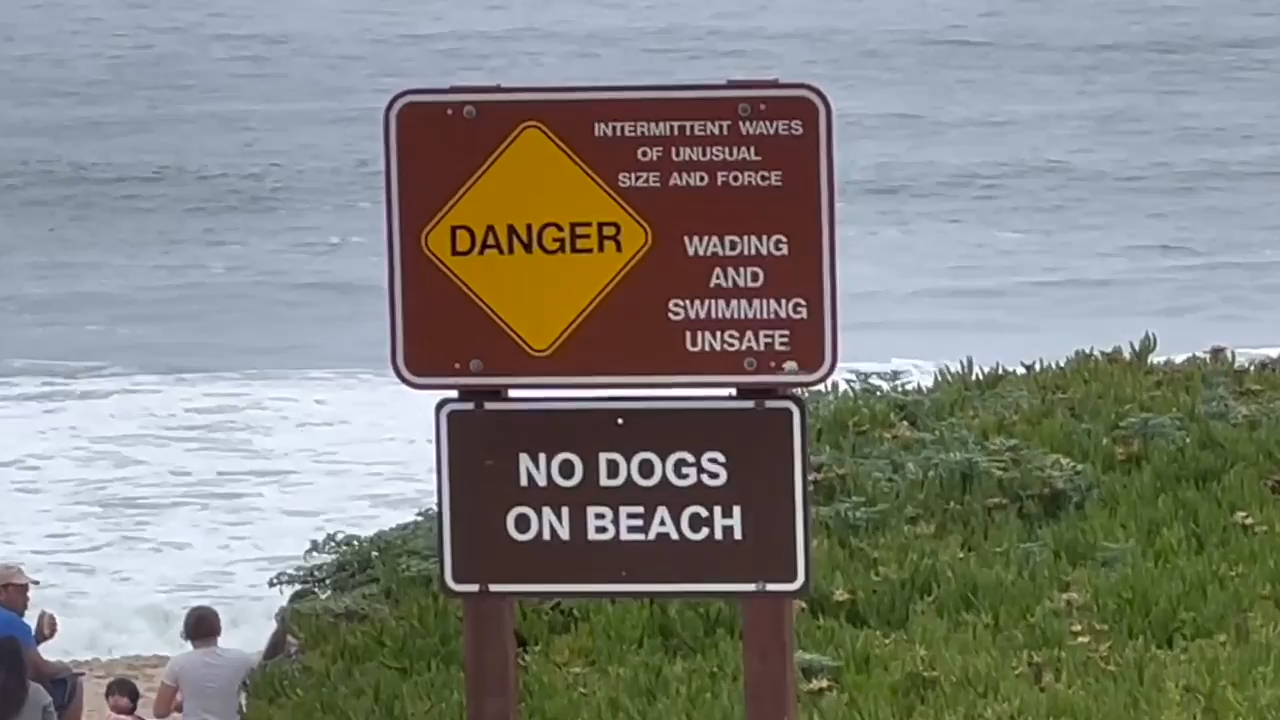 DANGER
INTERMITTENT WAVES
OF UNUSUAL
SIZE AND FORCE
WADING
AND
SWIMMING
UNSAFE
NO DOGS
ON BEACH